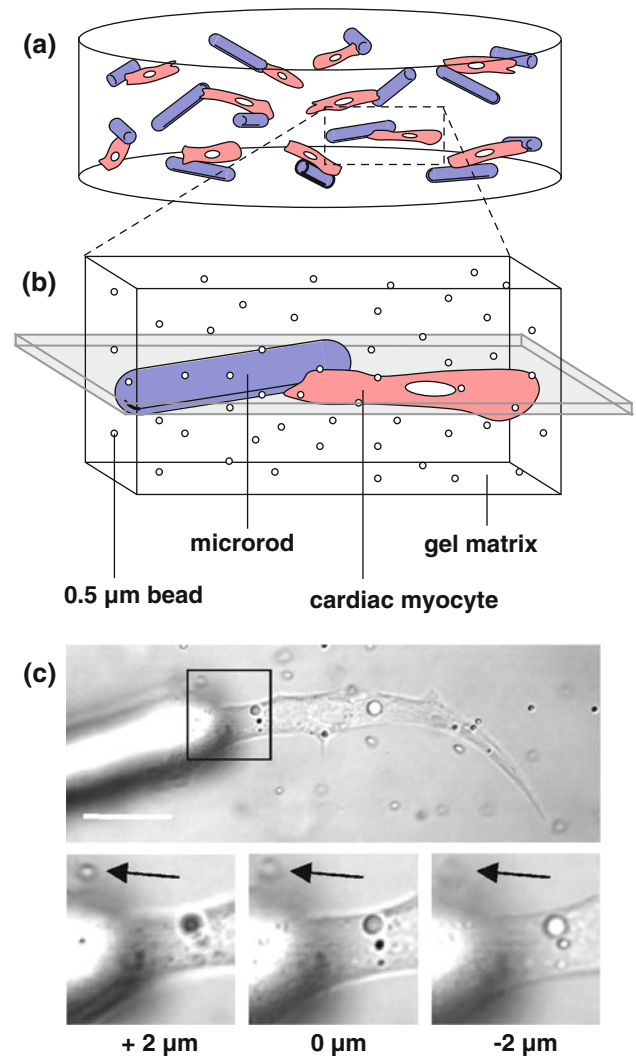 (a)
(b)
microrod
gel matrix
0.5 µm bead
cardiac myocyte
(c)
+ 2 µm
0 µm
-2 µm